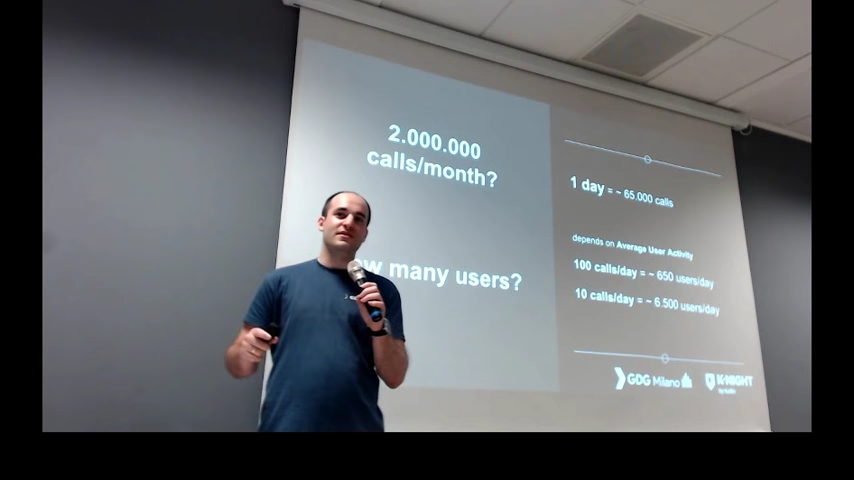 2.000.000
calls/month?
many users?
1 day = ~ 65.000 calls
depends on Average User Activity
100 calls/day = ~ 650 users/day
10 calls/day = ~ 6.500 users/day
GDG Milano
K-NIGHT